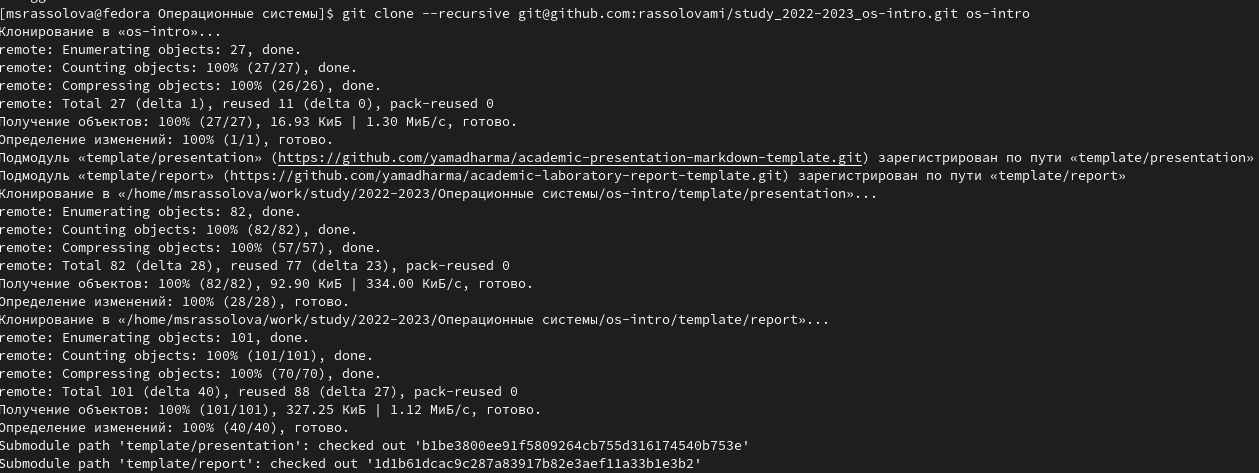 [msrassolova@fedora Операционные системы]$ git clone --recursive git@github.com:rassolovami/study_2022-2023_os-intro.git os-intro
Клонирование в «os-intro»...
remote: Enumerating objects: 27, done.
remote: Counting objects: 100% (27/27), done.
remote: Compressing objects: 100% (26/26), done.
remote: Total 27 (delta 1), reused 11 (delta 0), pack-reused 0
Получение объектов: 100% (27/27), 16.93 КиБ | 1.30 МиБ/с, готово.
Определение изменений: 100% (1/1), готово.
Подмодуль «template/presentation» (https://github.com/yamadharma/academic-presentation-markdown-template.git) зарегистрирован по пути «template/presentation»
Подмодуль «template/report» (https://github.com/yamadharma/academic-laboratory-report-template.git) зарегистрирован по пути «template/report»
Клонирование в «/home/msrassolova/work/study/2022-2023/Операционные системы/os-intro/template/presentation»...
remote: Enumerating objects: 82, done.
remote: Counting objects: 100% (82/82), done.
remote: Compressing objects: 100% (57/57), done.
remote: Total 82 (delta 28), reused 77 (delta 23), pack-reused 0
Получение объектов: 100% (82/82), 92.90 КиБ | 334.00 КиБ/с, готово.
Определение изменений: 100% (28/28), готово.
Клонирование в «/home/msrassolova/work/study/2022-2023/Операционные системы/os-intro/template/report»...
remote: Enumerating objects: 101, done.
remote: Counting objects: 100% (101/101), done.
remote: Compressing objects: 100% (70/70), done.
remote: Total 101 (delta 40), reused 88 (delta 27), pack-reused 0
Получение объектов: 100% (101/101), 327.25 КиБ | 1.12 МиБ/с, готово.
Определение изменений: 100% (40/40), готово.
Submodule path 'template/presentation': checked out 'b1be3800ee91f5809264cb755d316174540b753e'
Submodule path 'template/report': checked out '1d1b61dcac9c287a83917b82e3aef11a33b1e3b2'